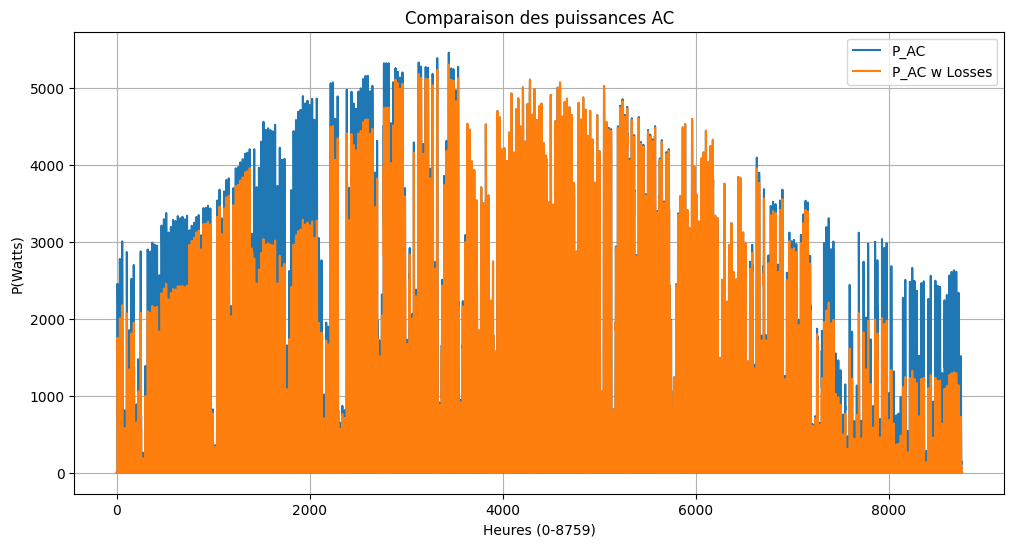 Comparaison des puissances AC
P_AC
P_AC w Losses
P(Watts)
5000
4000
3000
2000
1000
0
0
2000
4000
6000
8000
Heures (0-8759)